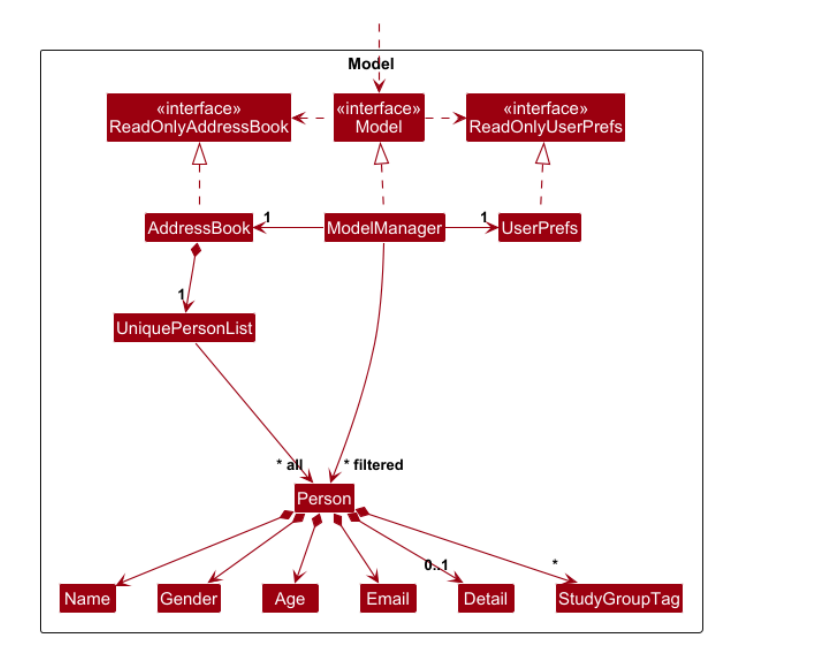 Model
«interface»
ReadOnlyAddressBook
«interface»
Model
«interface»
ReadOnlyUserPrefs
AddressBook
1
ModelManager
1
UserPrefs
1
UniquePersonList
* all
* filtered
Person
0..1
*
Name
Gender
Age
Email
Detail
StudyGroupTag